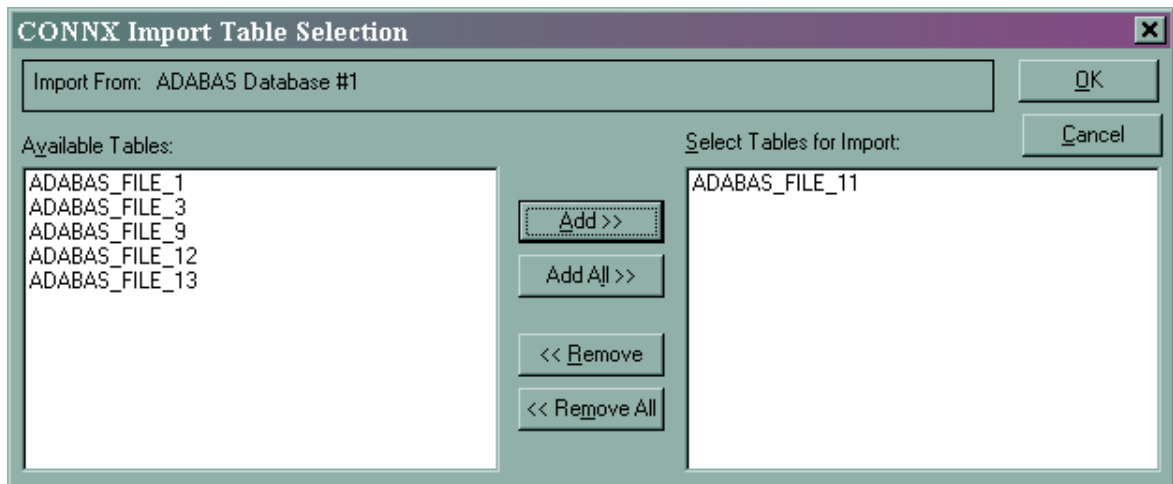 CONNX Import Table Selection
Import From: ADABAS Database #1
OK
Cancel
Available Tables:
ADABAS_FILE_1
ADABAS_FILE_3
ADABAS_FILE_9
ADABAS_FILE_12
ADABAS_FILE_13
Add >>
Add All >>
<< Remove
<< Remove All
Select Tables for Import:
ADABAS_FILE_11